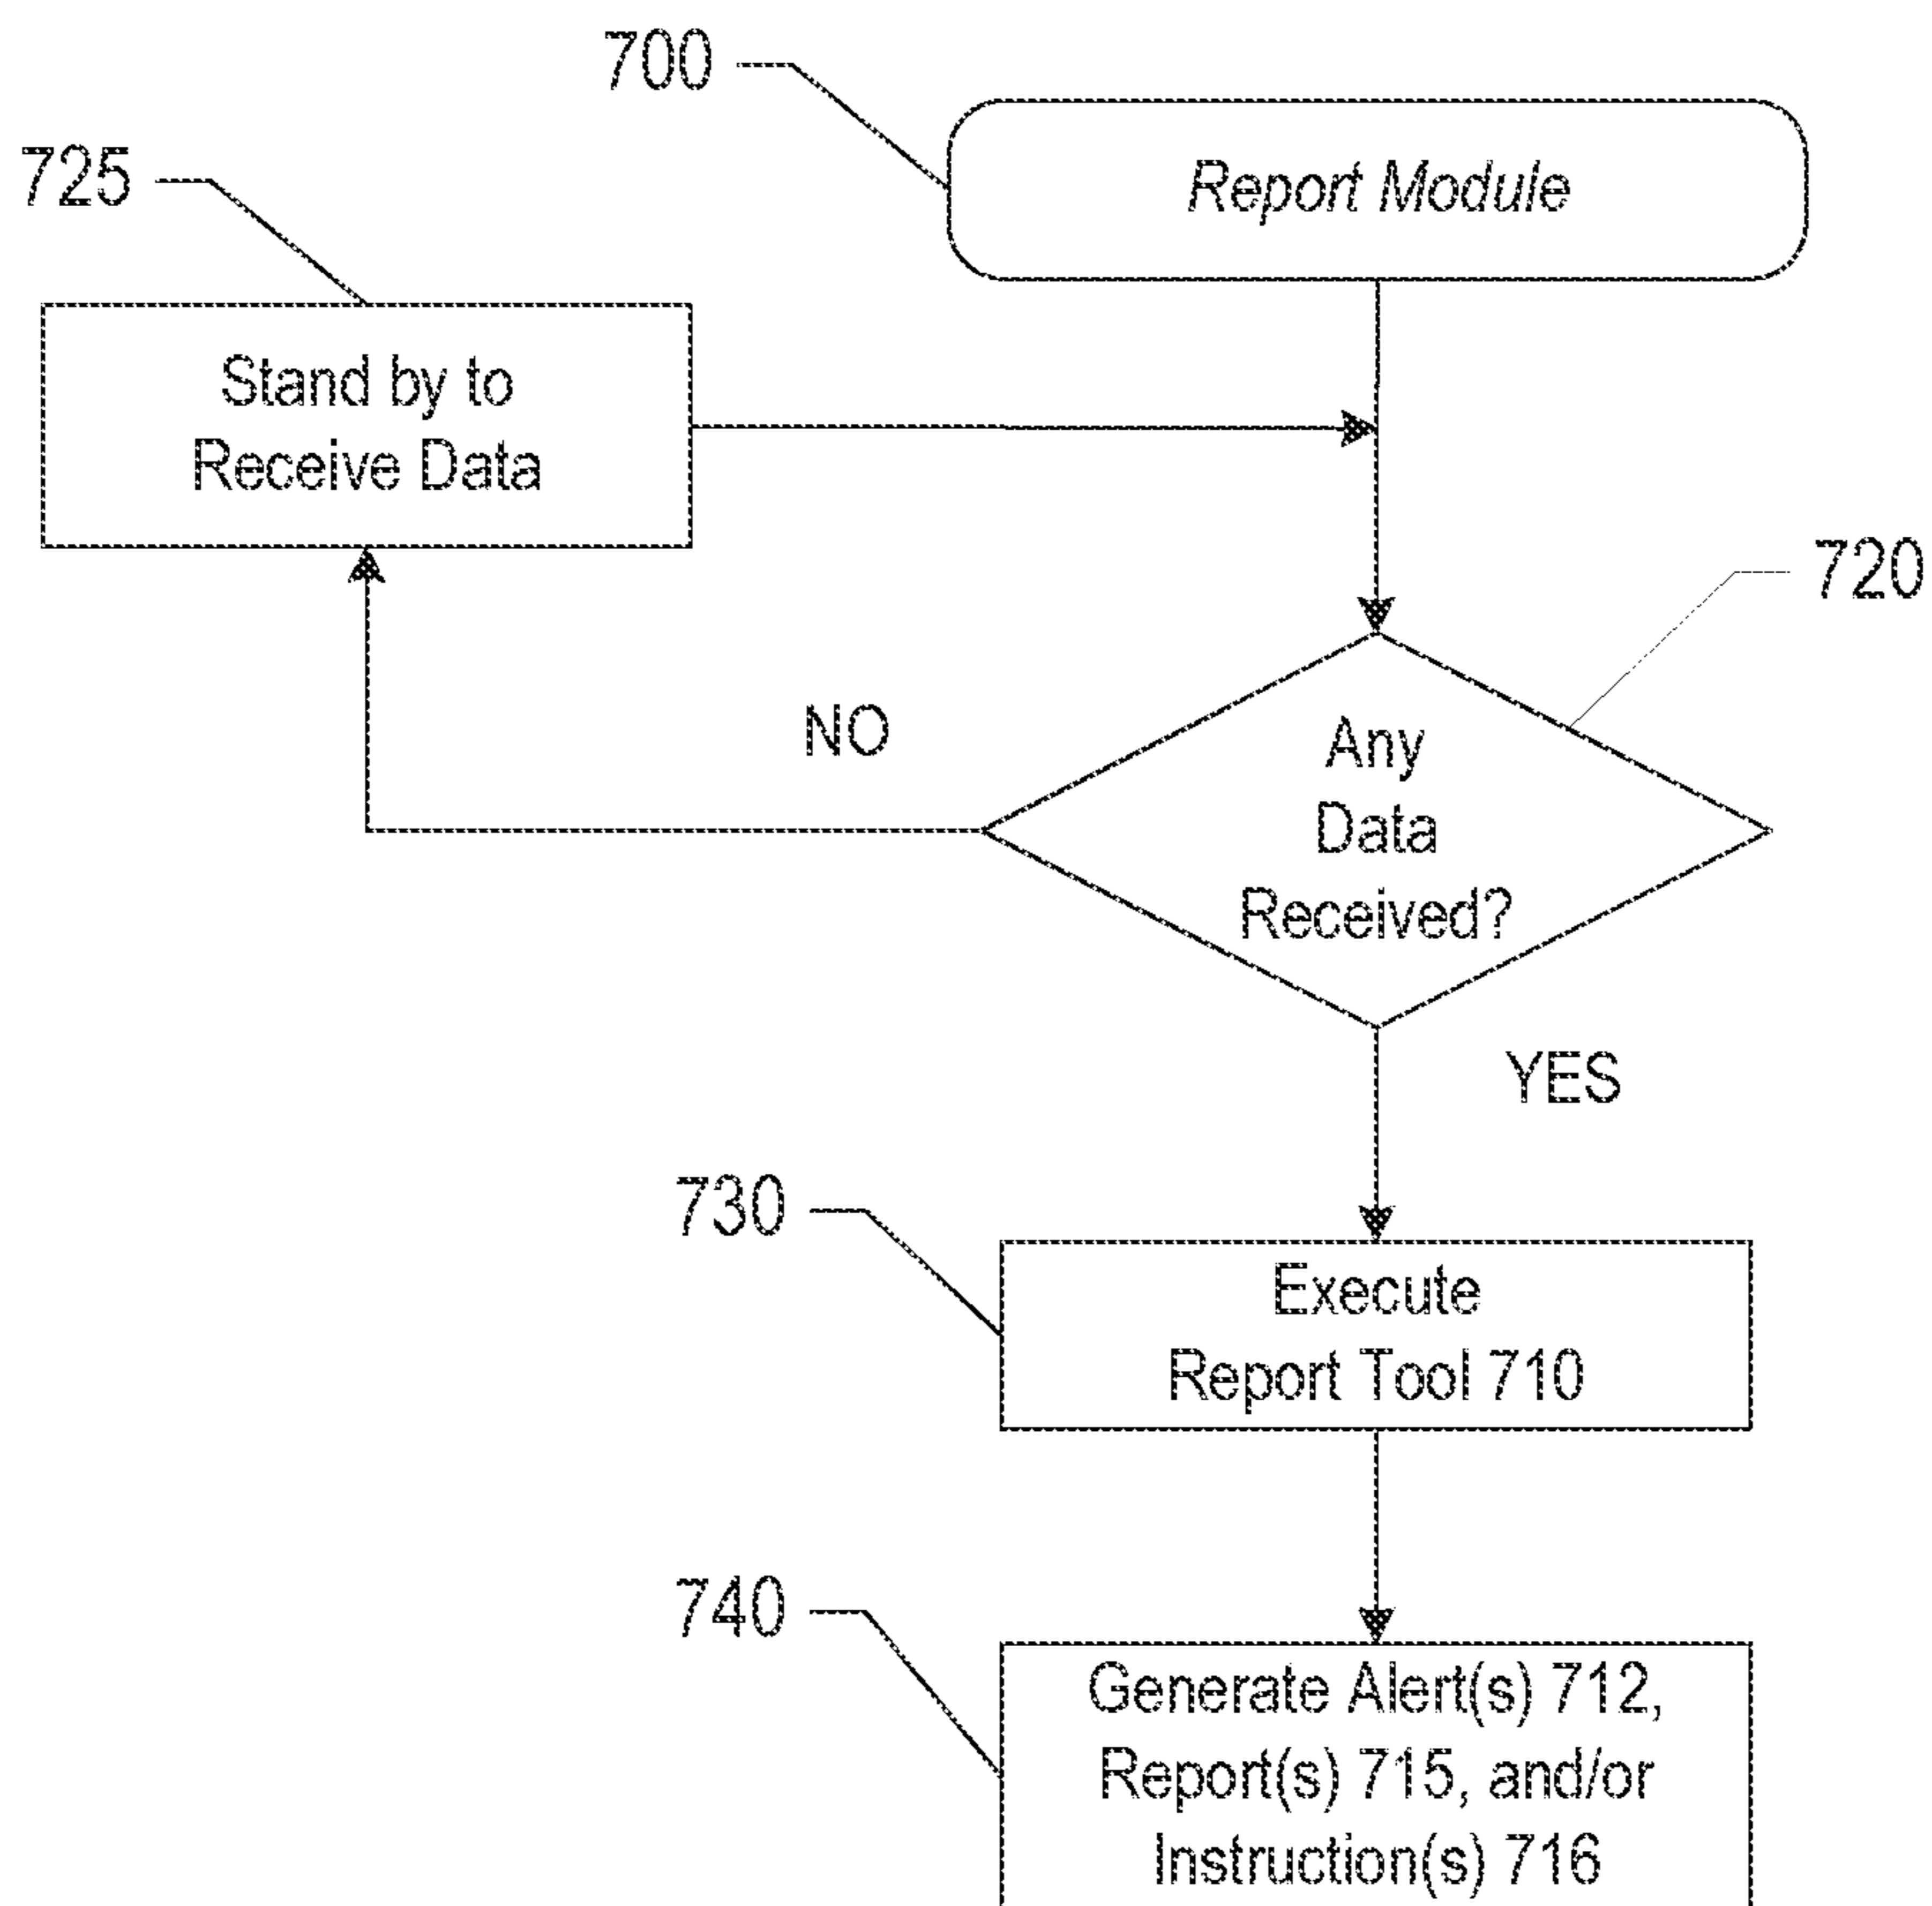 700
Report Module
725
Stand by to
Receive Data
720
NO
Any
Data
Received?
YES
730
Execute
Report Tool 710
740
Generate Alert(s) 712,
Report(s) 715, and/or
Instruction(s) 716